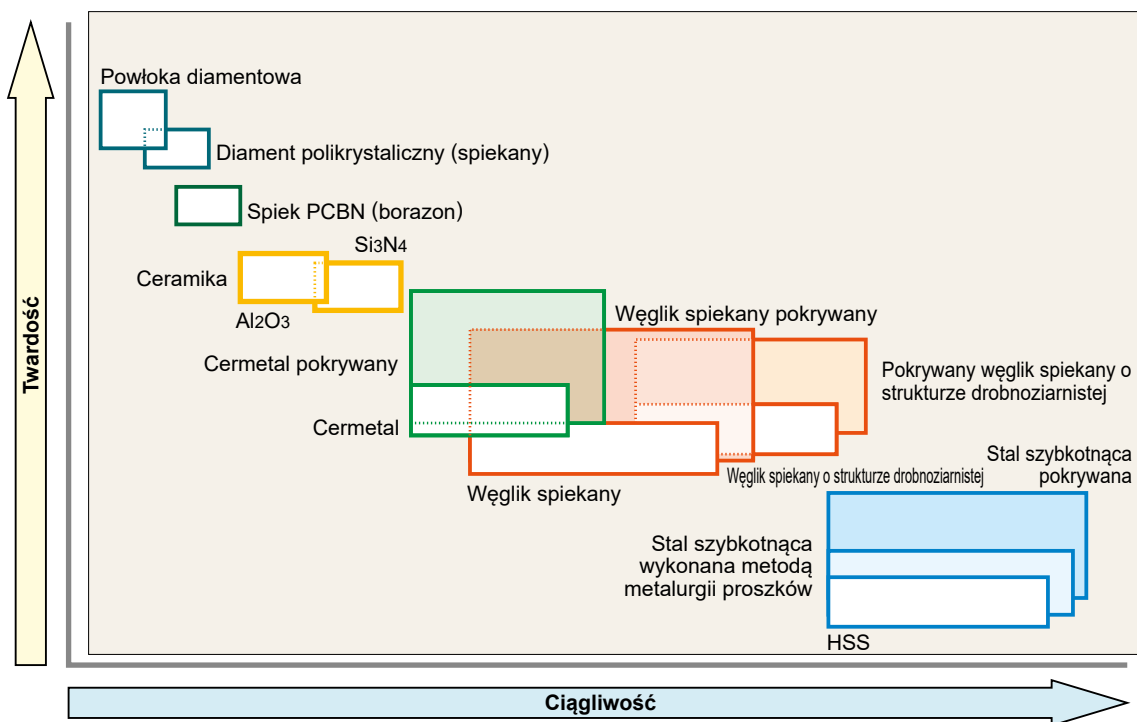 Powłoka diamentowa
Diament polikrystaliczny (spiekany)
Spiek PCBN (borazon)
Si3N4
Ceramika
Al2O3
Węglik spiekany pokrywany
Cermetal pokrywany
Pokrywany węglik spiekany o
strukturze drobnoziarnistej
Cermetal
Węglik spiekany
Węglik spiekany o strukturze drobnoziarnistej
Stal szybkotnąca
pokrywana
Stal szybkotnąca
wykonana metodą
metalurgii proszków
HSS
Twardość
Ciągliwość